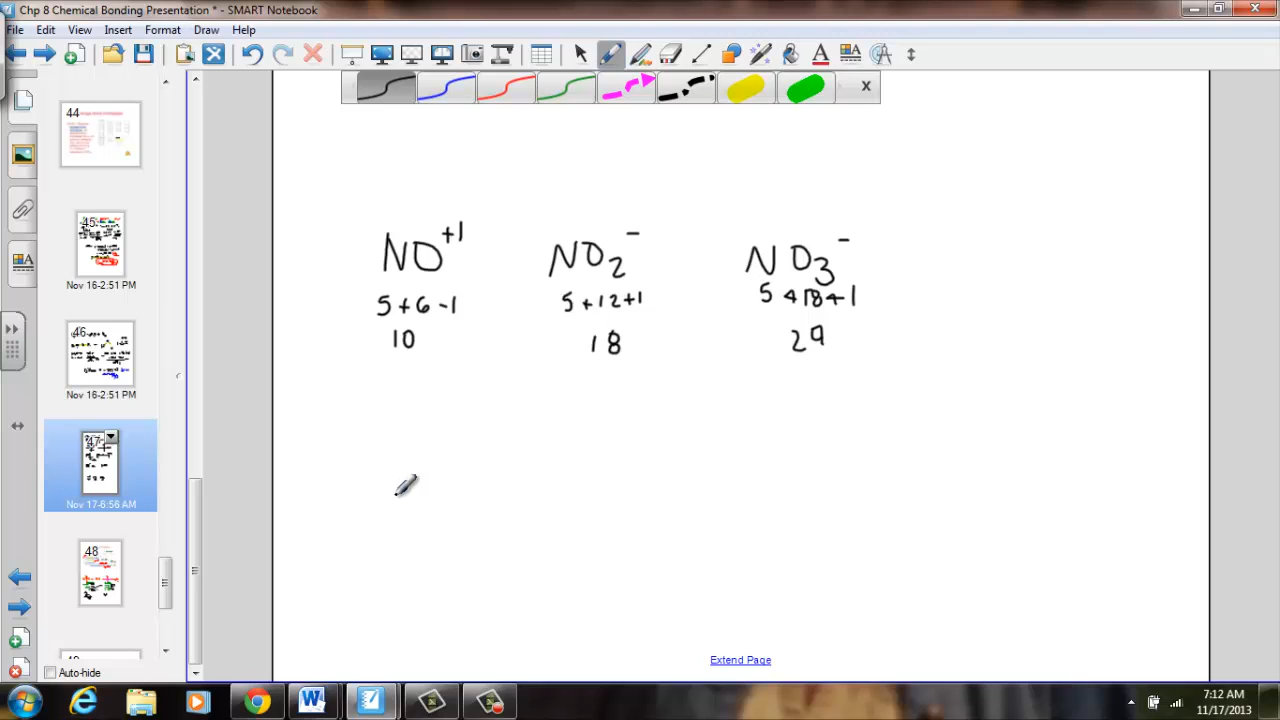 Chp 8 Chemical Bonding Presentation * - SMART Notebook
File Edit View Insert Format Draw Help
44
45
Nov 16-2:51 PM
46
Nov 16-2:51 PM
47
Nov 17-6:56 AM
48
Auto-hide
NO+1 NO2- NO3-
5+6-1 5+12+1 5+18+1
10 18 29
Extend Page
7:12 AM
11/17/2013